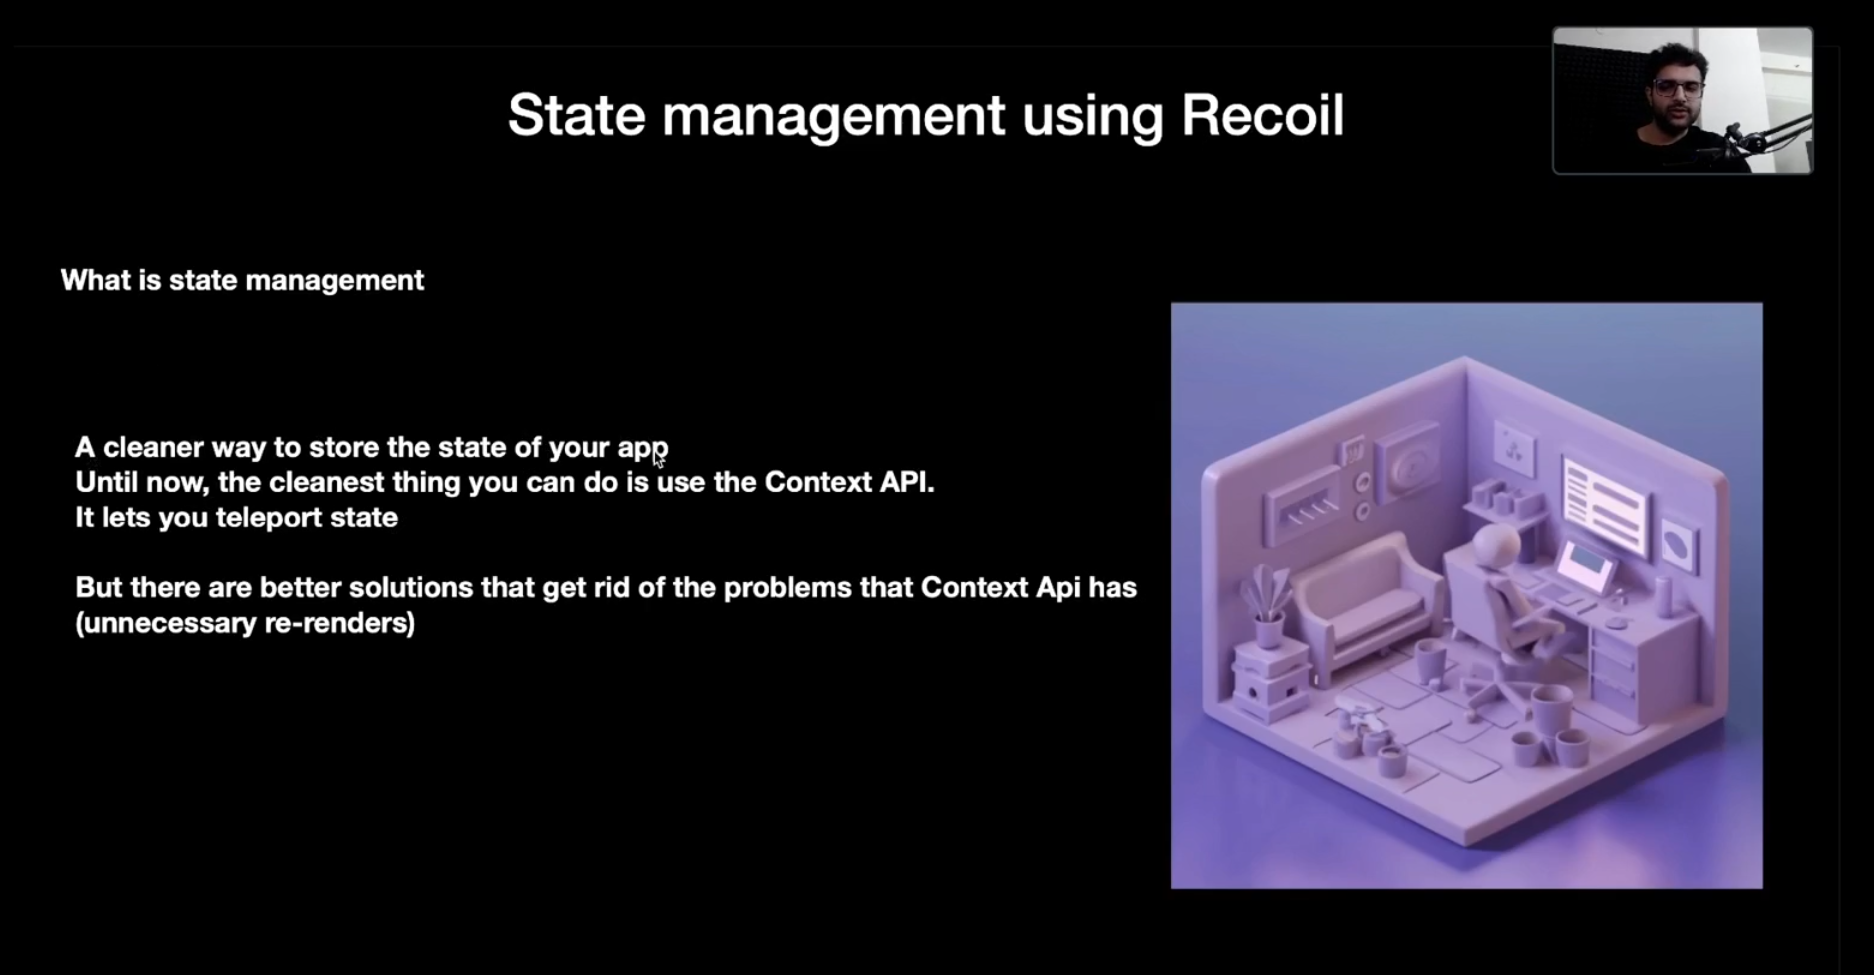 State management using Recoil
What is state management
A cleaner way to store the state of your app
Until now, the cleanest thing you can do is use the Context API.
It lets you teleport state
But there are better solutions that get rid of the problems that Context Api has
(unnecessary re-renders)